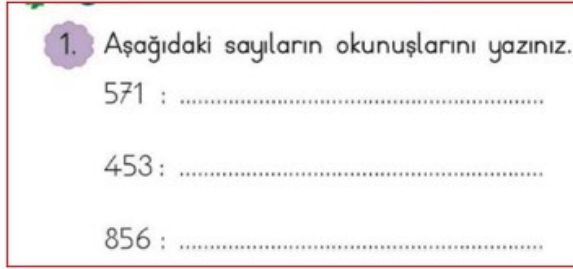 1. Aşağıdaki sayıların okunuşlarını yazınız.
571 : ............................................................
453 : ............................................................
856 : ............................................................